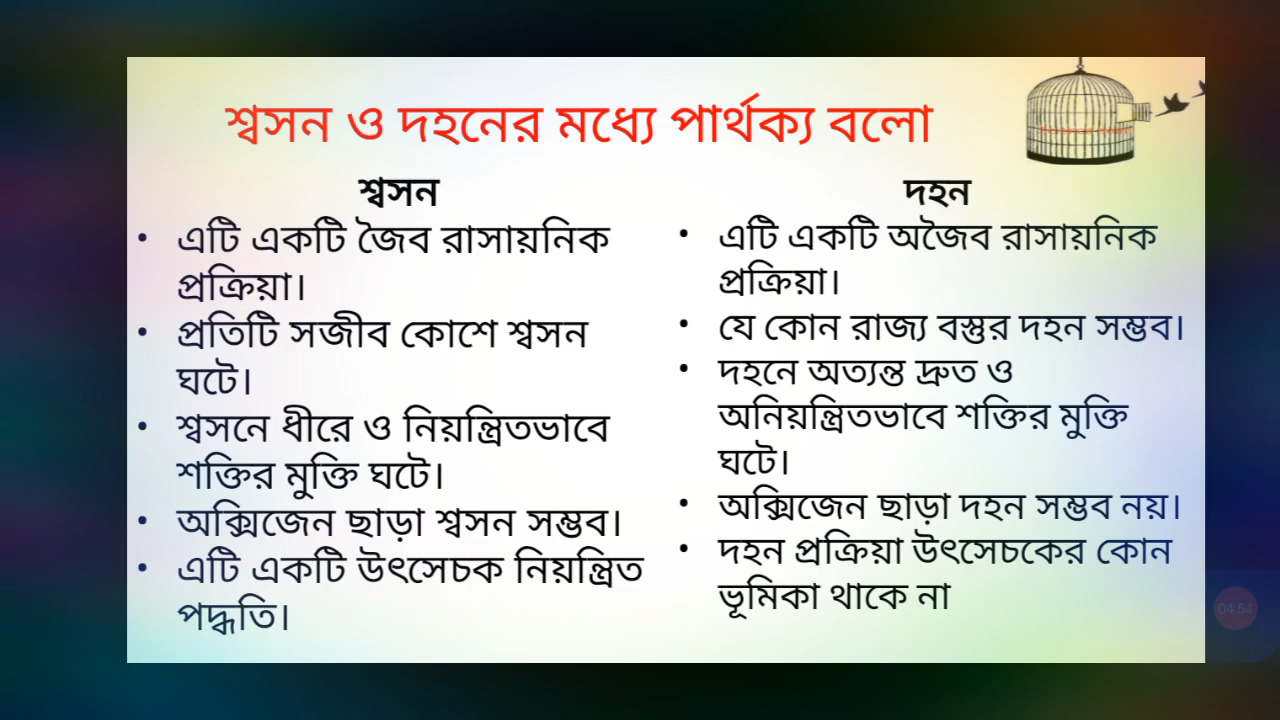 শ্বসন ও দহনের মধ্যে পার্থক্য বলো
শ্বসন
• এটি একটি জৈব রাসায়নিক
প্রক্রিয়া।
• প্রতিটি সজীব কোশে শ্বসন
ঘটে।
• শ্বসনে ধীরে ও নিয়ন্ত্রিতভাবে
শক্তির মুক্তি ঘটে।
• অক্সিজেন ছাড়া শ্বসন সম্ভব।
• এটি একটি উৎসেচক নিয়ন্ত্রিত
পদ্ধতি।
দহন
• এটি একটি অজৈব রাসায়নিক
প্রক্রিয়া।
• যে কোন রাজ্য বস্তুর দহন সম্ভব।
• দহনে অত্যন্ত দ্রুত ও
অনিয়ন্ত্রিতভাবে শক্তির মুক্তি
ঘটে।
• অক্সিজেন ছাড়া দহন সম্ভব নয়।
• দহন প্রক্রিয়া উৎসেচকের কোন
ভূমিকা থাকে না
04:51